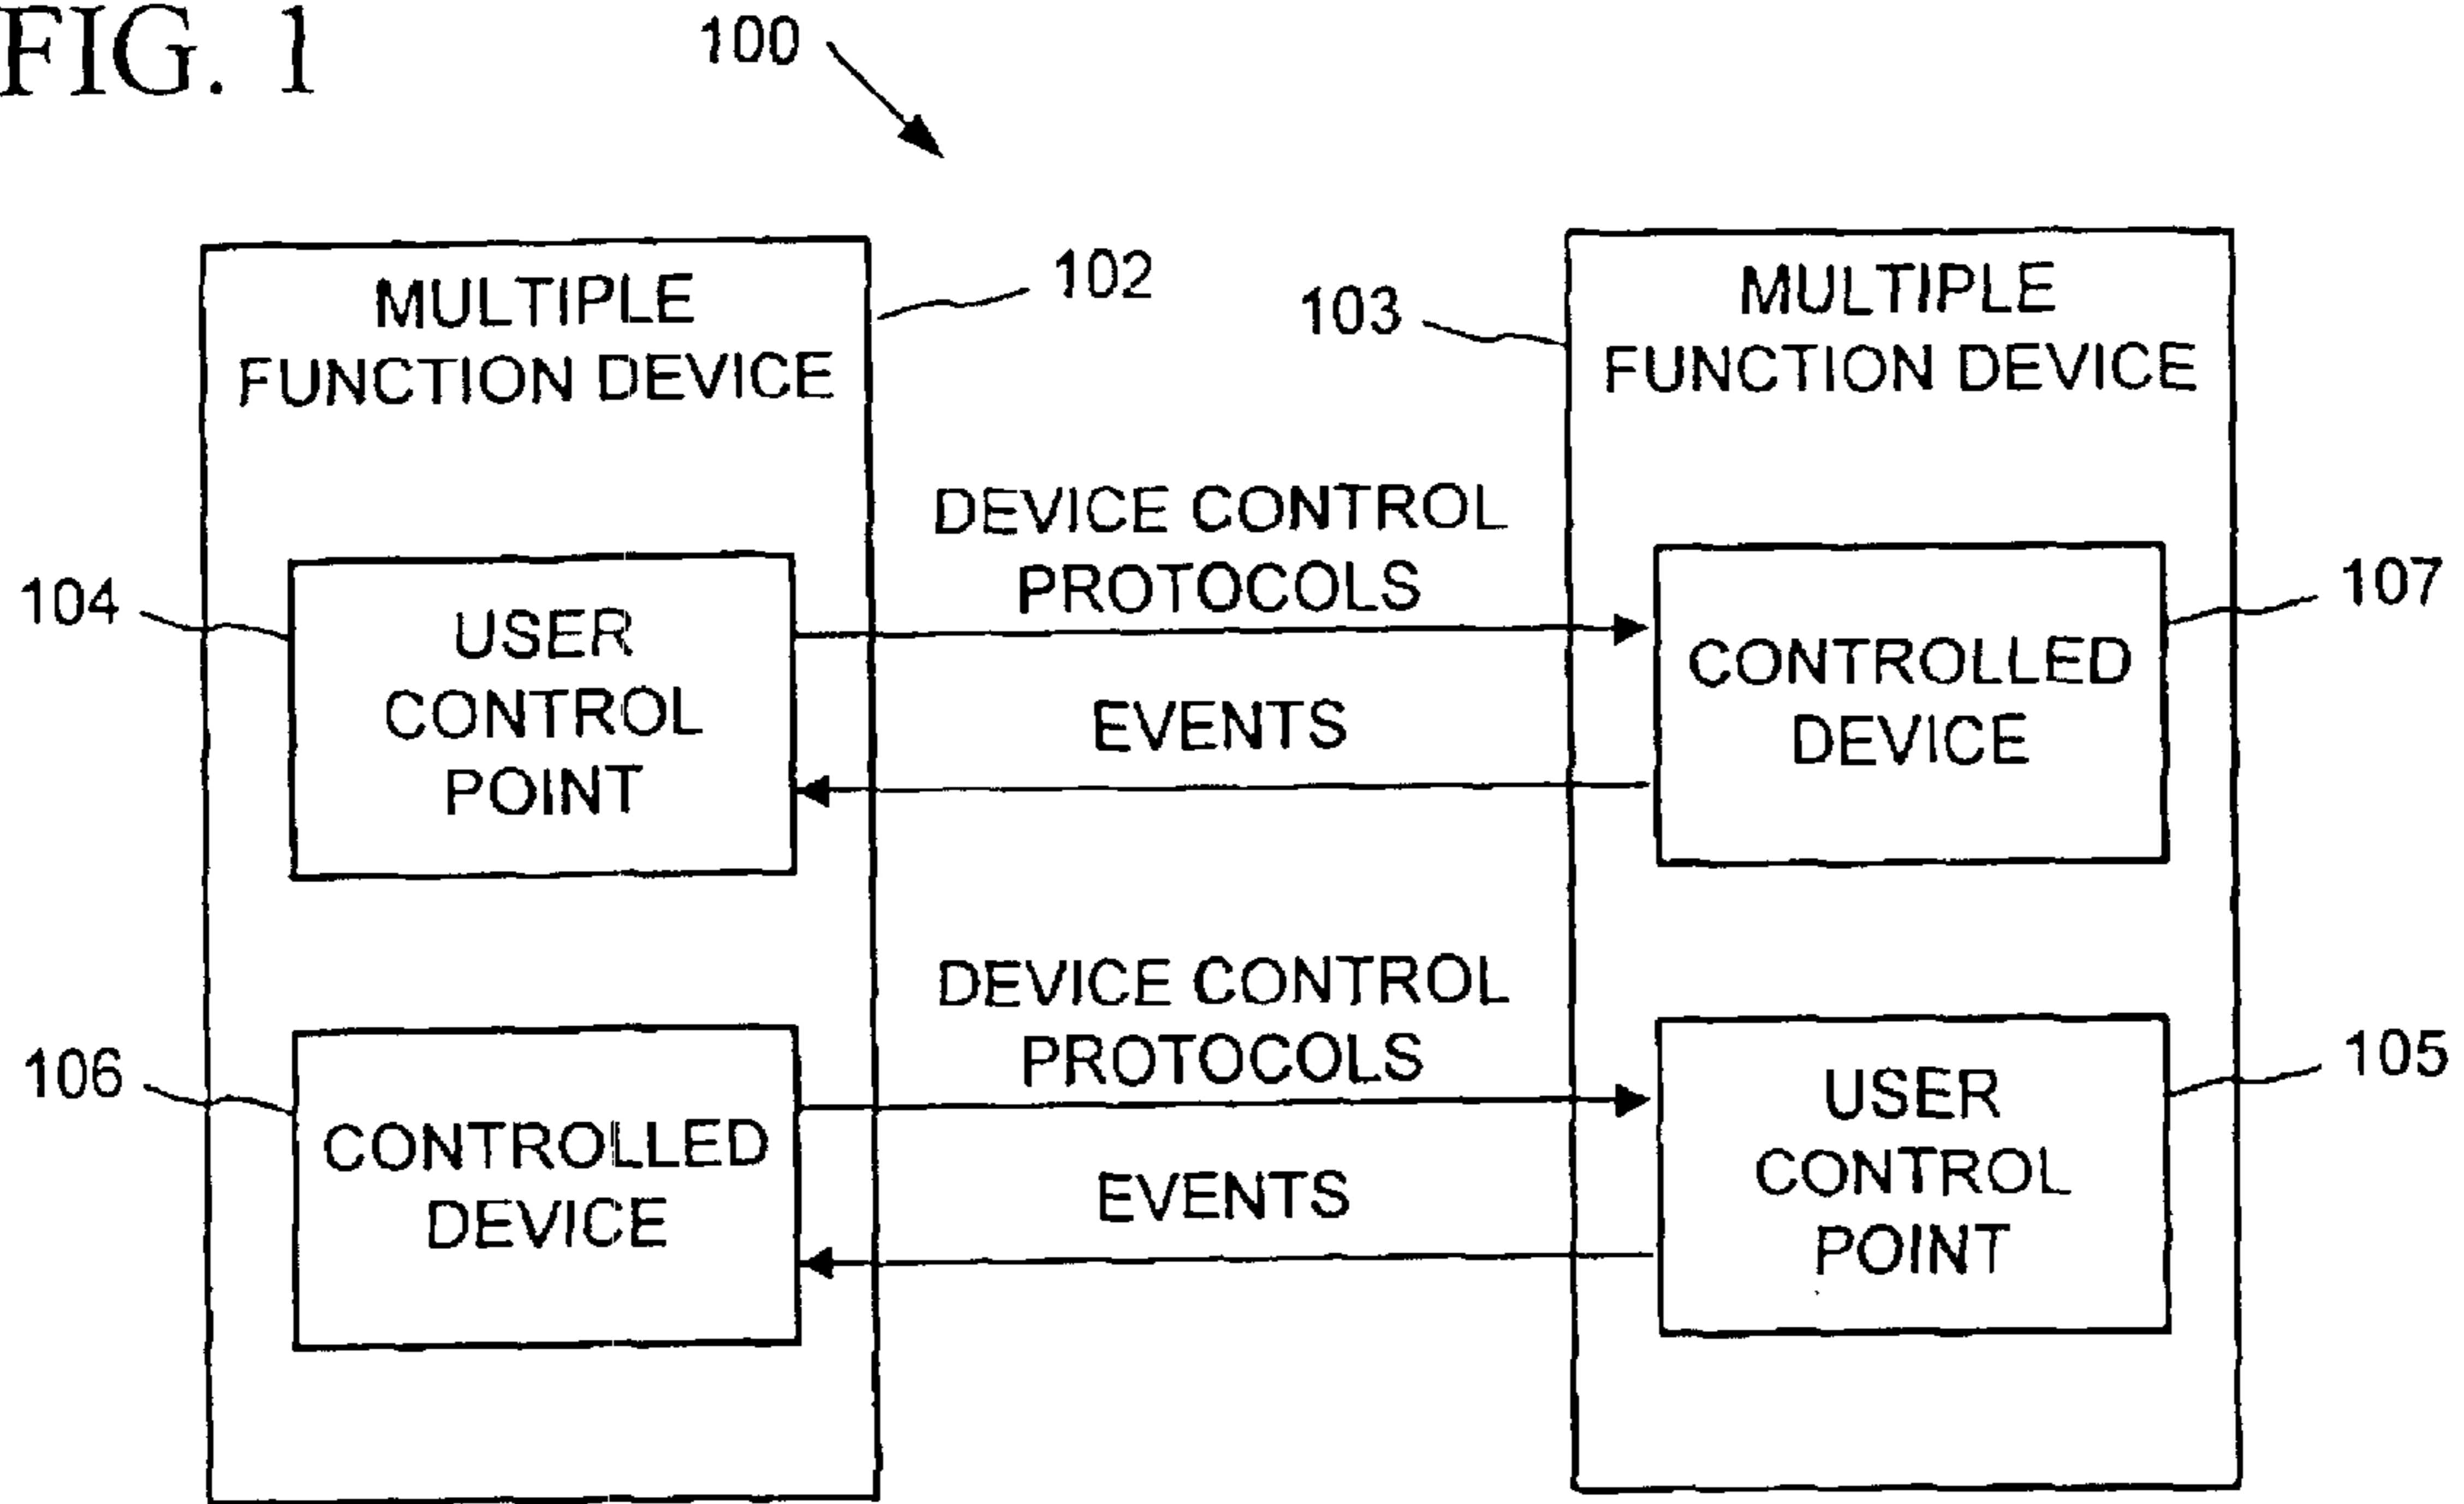 FIG. 1
100
102
103
MULTIPLE
FUNCTION DEVICE
MULTIPLE
FUNCTION DEVICE
DEVICE CONTROL
PROTOCOLS
104
USER
CONTROL
POINT
107
CONTROLLED
DEVICE
EVENTS
DEVICE CONTROL
PROTOCOLS
106
CONTROLLED
DEVICE
105
USER
CONTROL
POINT
EVENTS